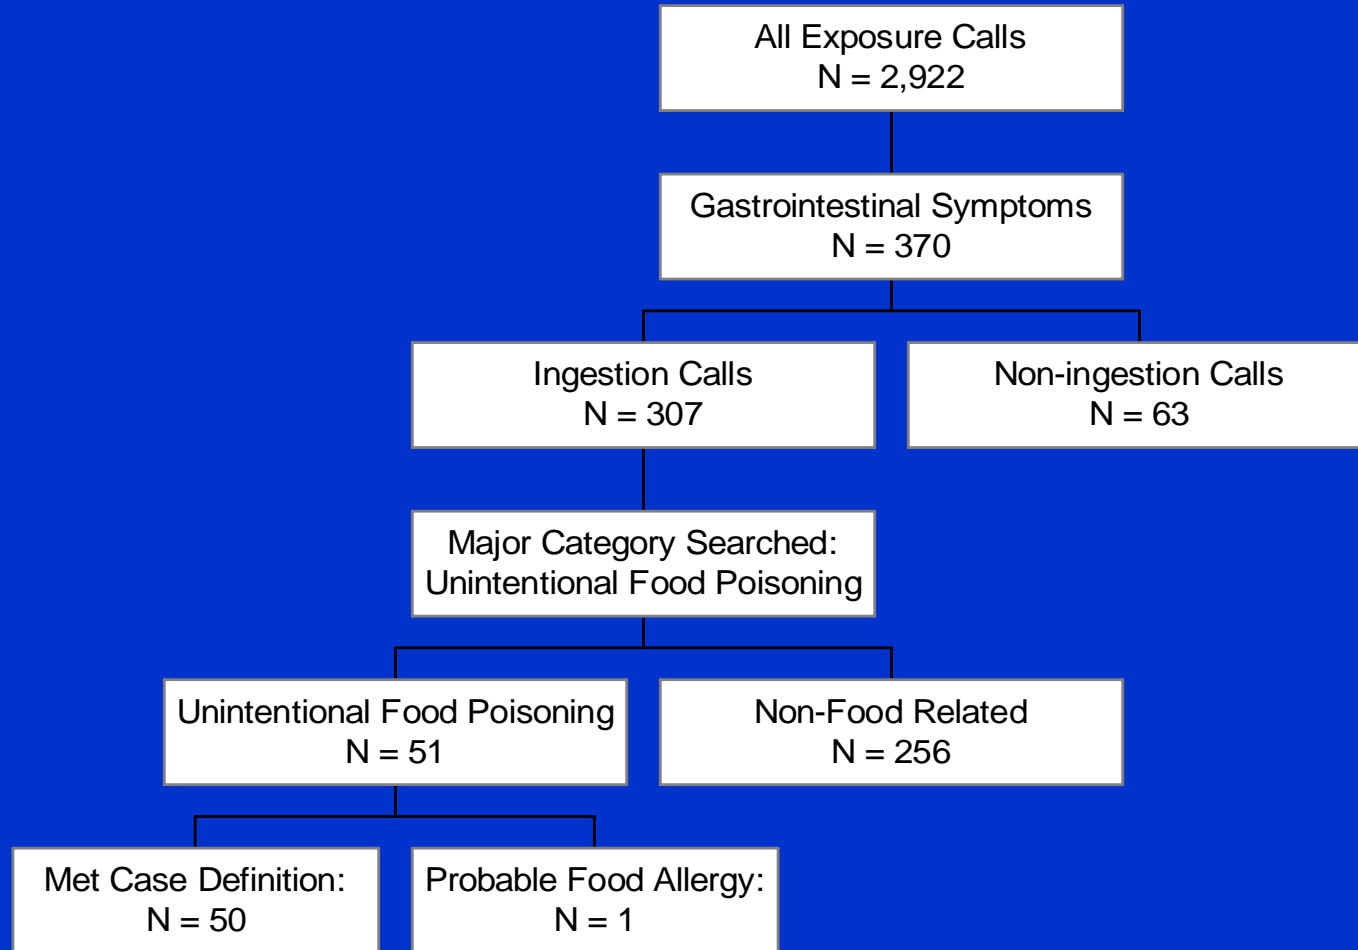 All Exposure Calls
N = 2,922
Gastrointestinal Symptoms
N = 370
Ingestion Calls
N = 307
Non-ingestion Calls
N = 63
Major Category Searched:
Unintentional Food Poisoning
Unintentional Food Poisoning
N = 51
Non-Food Related
N = 256
Met Case Definition:
N = 50
Probable Food Allergy:
N = 1